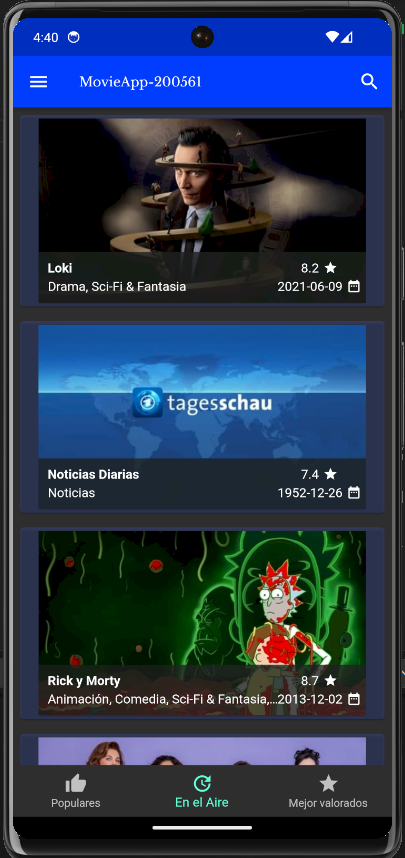 4:40
MovieApp-200561
Loki 8.2
Drama, Sci-Fi & Fantasia 2021-06-09
tagesschau
Noticias Diarias 7.4
Noticias 1952-12-26
Rick y Morty 8.7
Animación, Comedia, Sci-Fi & Fantasia,...2013-12-02
Populares En el Aire Mejor valorados